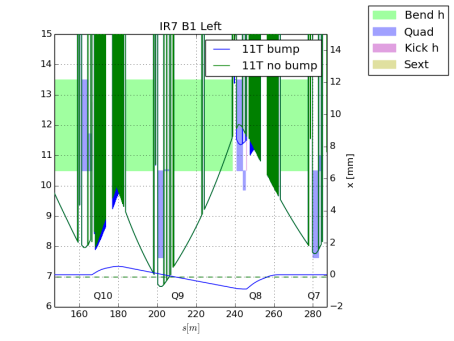 IR7 B1 Left
Bend h
Quad
Kick h
Sext
11T bump
11T no bump
15
14
13
12
11
10
9
8
7
6
14
12
10
8
6
4
2
0
−2
x [mm]
Q10
Q9
Q8
Q7
160
180
200
220
240
260
280
s[m]